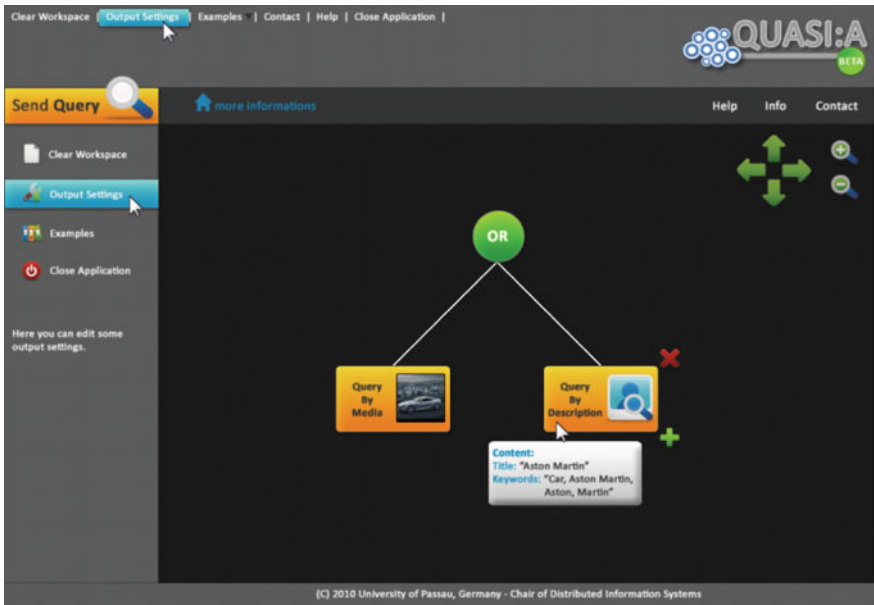 Clear Workspace | Output Settings | Examples | Contact | Help | Close Application |
QUASI:A
BETA
Send Query
more informations
Help Info Contact
Clear Workspace
Output Settings
Examples
Close Application
Here you can edit some
output settings.
OR
Query
By
Media
Query
By
Description
Content:
Title: "Aston Martin"
Keywords: "Car, Aston Martin,
Aston, Martin"
(C) 2010 University of Passau, Germany - Chair of Distributed Information Systems